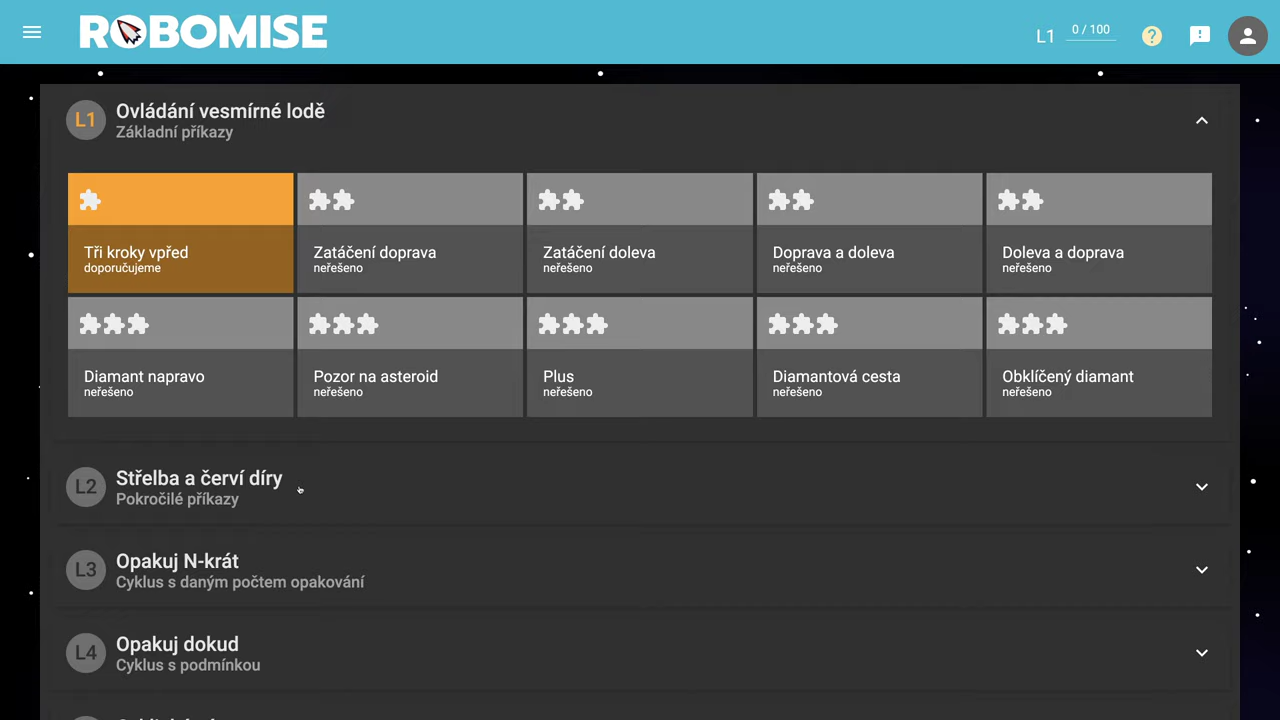 ROBOMISE
L1
0 / 100
L1
Ovládání vesmírné lodě
Základní příkazy
Tři kroky vpřed
doporučujeme
Zatáčení doprava
neřešeno
Zatáčení doleva
neřešeno
Doprava a doleva
neřešeno
Doleva a doprava
neřešeno
Diamant napravo
neřešeno
Pozor na asteroid
neřešeno
Plus
neřešeno
Diamantová cesta
neřešeno
Obklíčený diamant
neřešeno
L2
Střelba a červí díry
Pokročilé příkazy
L3
Opakuj N-krát
Cyklus s daným počtem opakování
L4
Opakuj dokud
Cyklus s podmínkou